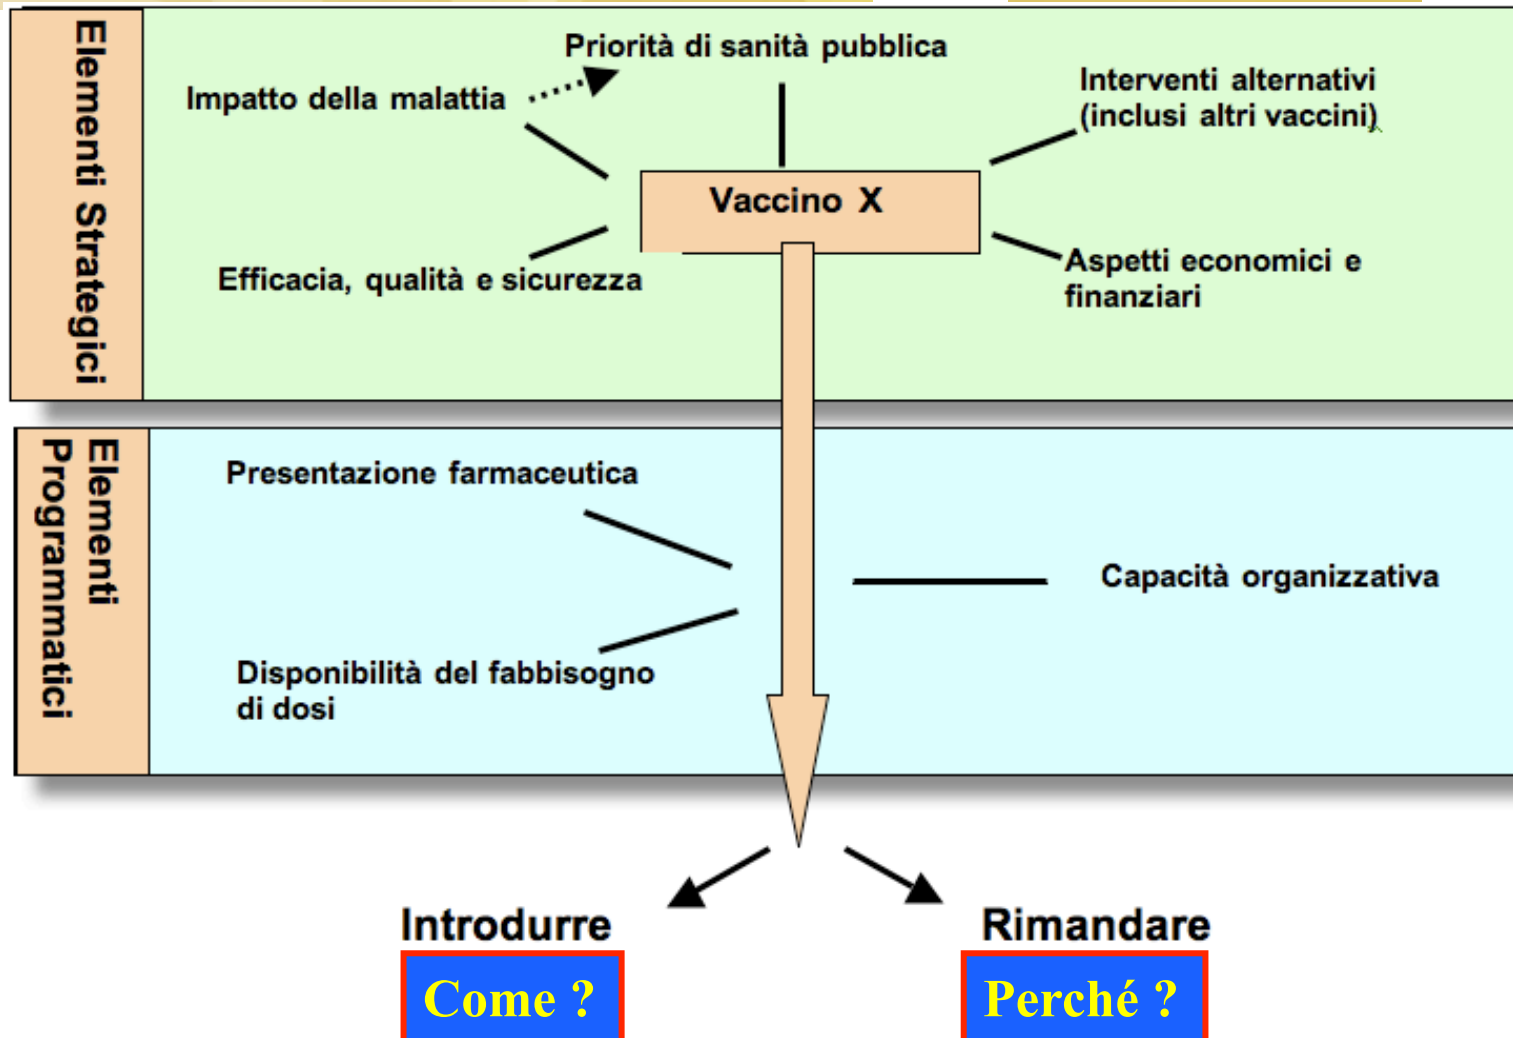 Elementi Strategici
Priorità di sanità pubblica
Impatto della malattia
Interventi alternativi
(inclusi altri vaccini)
Vaccino X
Efficacia, qualità e sicurezza
Aspetti economici e
finanziari
Elementi
Programmatici
Presentazione farmaceutica
Capacità organizzativa
Disponibilità del fabbisogno
di dosi
Introdurre
Rimandare
Come ?
Perché ?